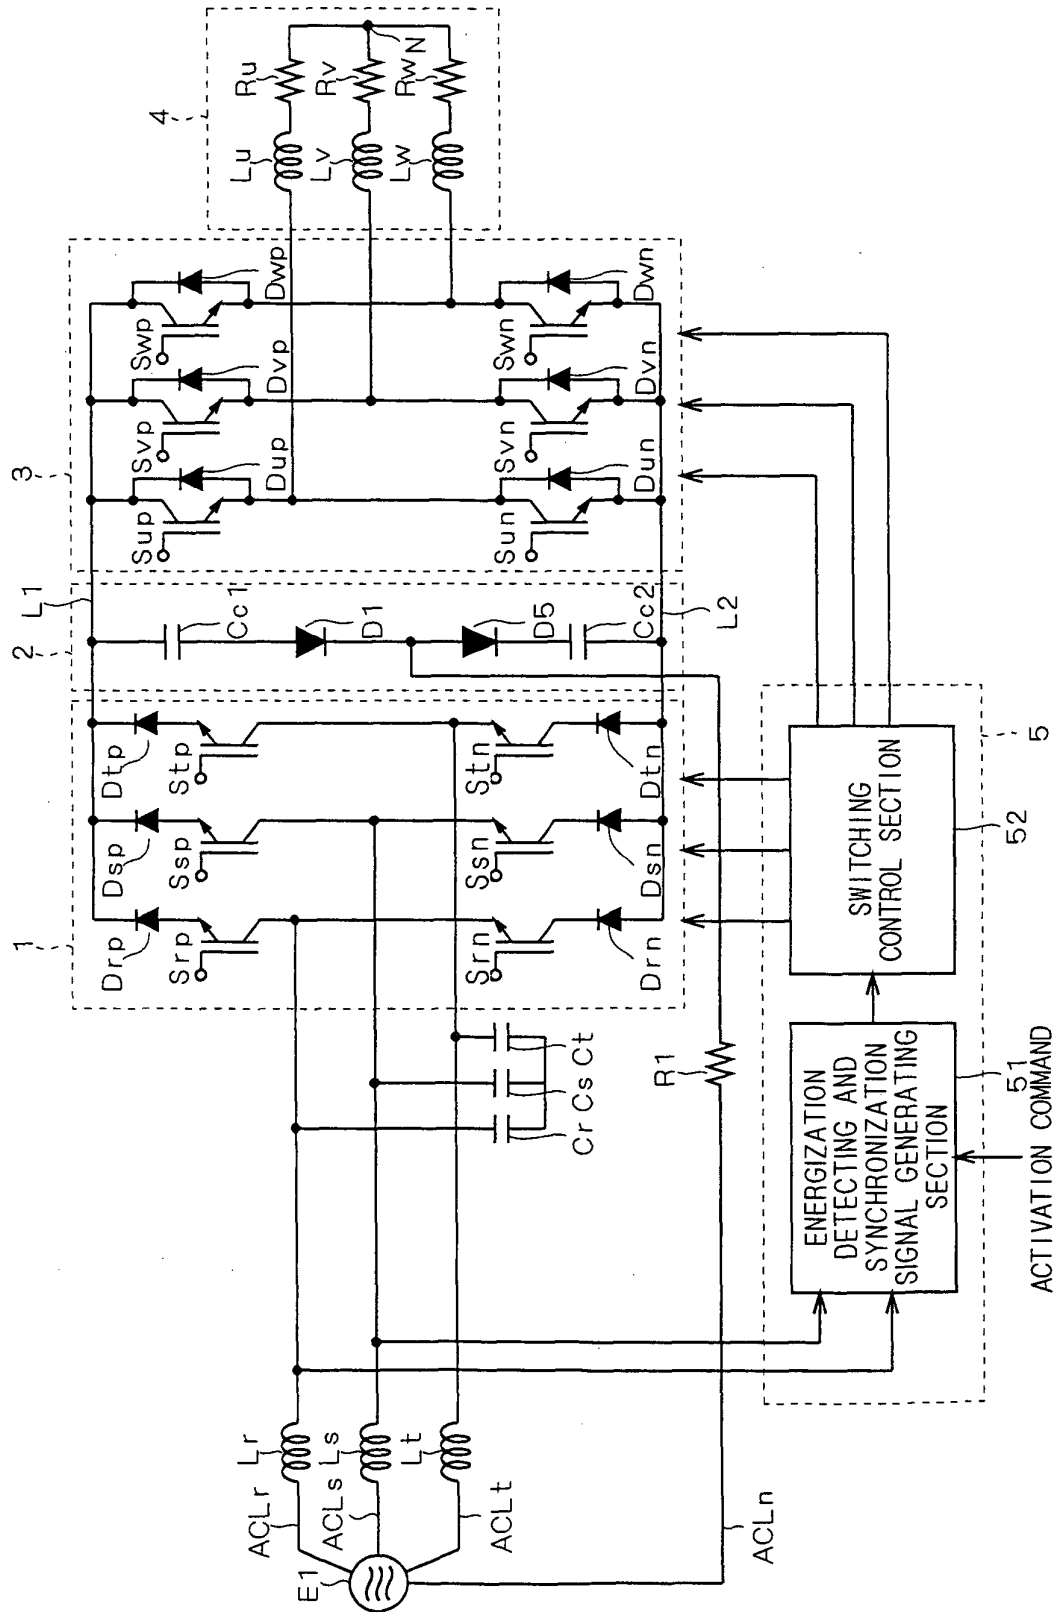 E1
ACLr
ACLs
ACLt
ACLn
Lr
Ls
Lt
Cr
Cs
Ct
R1
1
Drp
Dsp
Dtp
Srp
Ssp
Stp
Srn
Ssn
Stn
Drn
Dsn
Dtn
2
L1
Cc1
D1
D5
Cc2
L2
3
Sup
Svp
Swp
Dup
Dvp
Dwp
Sun
Svn
Swn
Dun
Dvn
Dwn
4
Lu
Lv
Lw
Ru
Rv
Rw
N
5
ENERGIZATION
DETECTING AND
SYNCHRONIZATION
SIGNAL GENERATING
SECTION
51
SWITCHING
CONTROL SECTION
52
ACTIVATION COMMAND